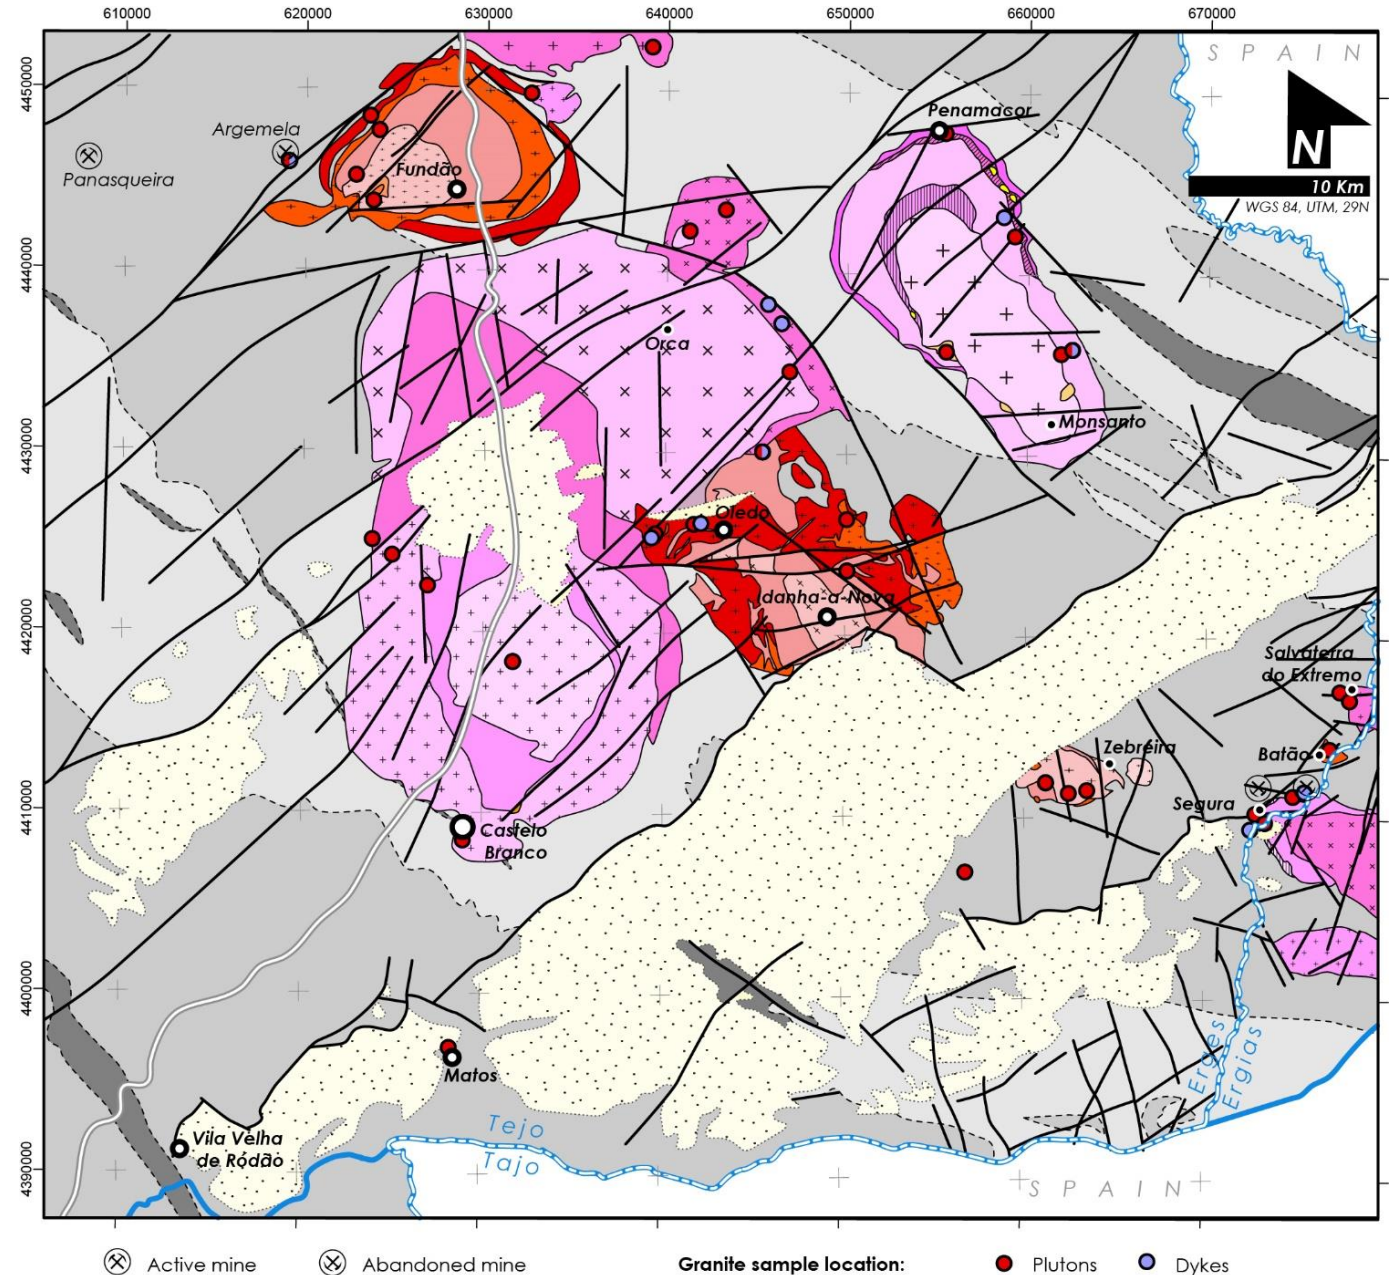 610000 620000 630000 640000 650000 660000 670000
4450000
4440000
4430000
4420000
4410000
4400000
4390000
S P A I N
N
10 Km
WGS 84, UTM, 29N
Penamacor
Argemela
Panasqueira
Fundão
Orca
Monsanto
Oledo
Idanha-a-Nova
Salvaterra
do Extremo
Zebreira
Batão
Segura
Castelo
Branco
Matos
Vila Velha
de Ródão
Tejo
Tajo
Erges
Ergias
S P A I N
Active mine Abandoned mine Granite sample location: Plutons Dykes